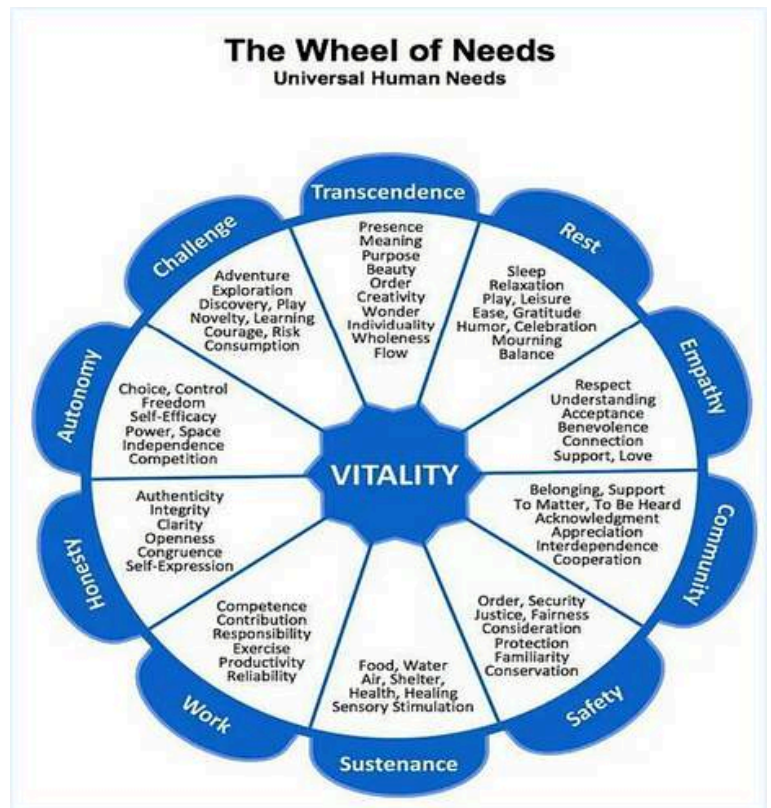 The Wheel of Needs
Universal Human Needs
Transcendence
Presence
Meaning
Purpose
Beauty
Order
Creativity
Wonder
Individuality
Wholeness
Flow
Rest
Sleep
Relaxation
Play, Leisure
Ease, Gratitude
Humor, Celebration
Mourning
Balance
Empathy
Respect
Understanding
Acceptance
Benevolence
Connection
Support, Love
Community
Belonging, Support
To Matter, To Be Heard
Acknowledgment
Appreciation
Interdependence
Cooperation
Safety
Order, Security
Justice, Fairness
Consideration
Protection
Familiarity
Conservation
Sustenance
Food, Water
Air, Shelter,
Health, Healing
Sensory Stimulation
Work
Competence
Contribution
Responsibility
Exercise
Productivity
Reliability
Honesty
Authenticity
Integrity
Clarity
Openness
Congruence
Self-Expression
Autonomy
Choice, Control
Freedom
Self-Efficacy
Power, Space
Independence
Competition
Challenge
Adventure
Exploration
Discovery, Play
Novelty, Learning
Courage, Risk
Consumption
VITALITY